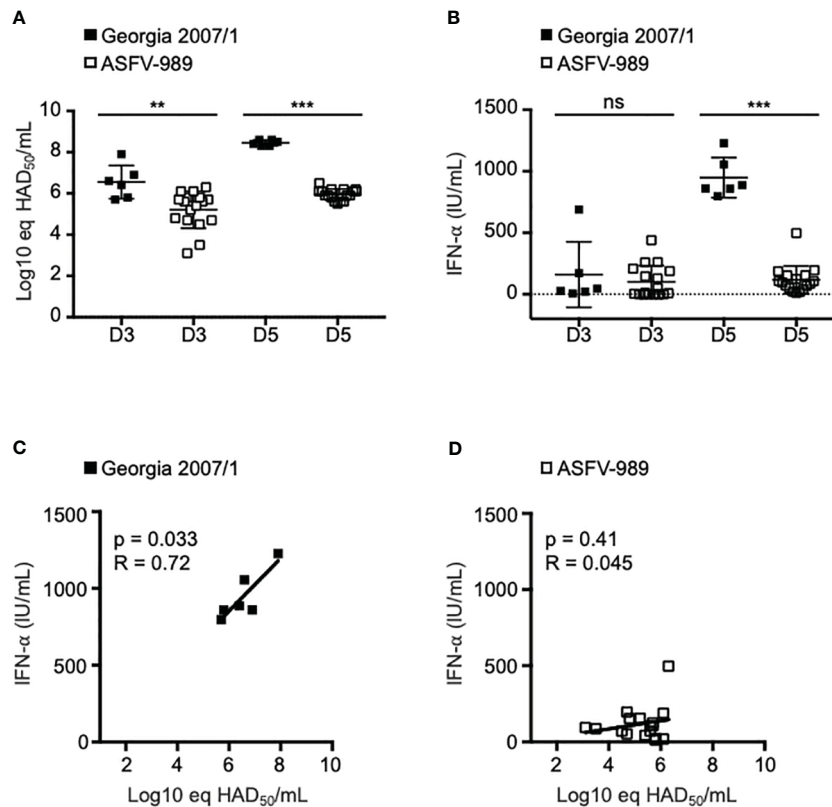 A
■ Georgia 2007/1
□ ASFV-989
** ***
10
8
6
4
2
0
Log10 eq HAD₅₀/mL
D3 D3 D5 D5
B
■ Georgia 2007/1
□ ASFV-989
ns ***
1500
1000
500
0
IFN-α (IU/mL)
D3 D3 D5 D5
C
■ Georgia 2007/1
p = 0.033
R = 0.72
1500
1000
500
0
IFN-α (IU/mL)
2 4 6 8 10
Log10 eq HAD₅₀/mL
D
□ ASFV-989
p = 0.41
R = 0.045
1500
1000
500
0
IFN-α (IU/mL)
2 4 6 8 10
Log10 eq HAD₅₀/mL